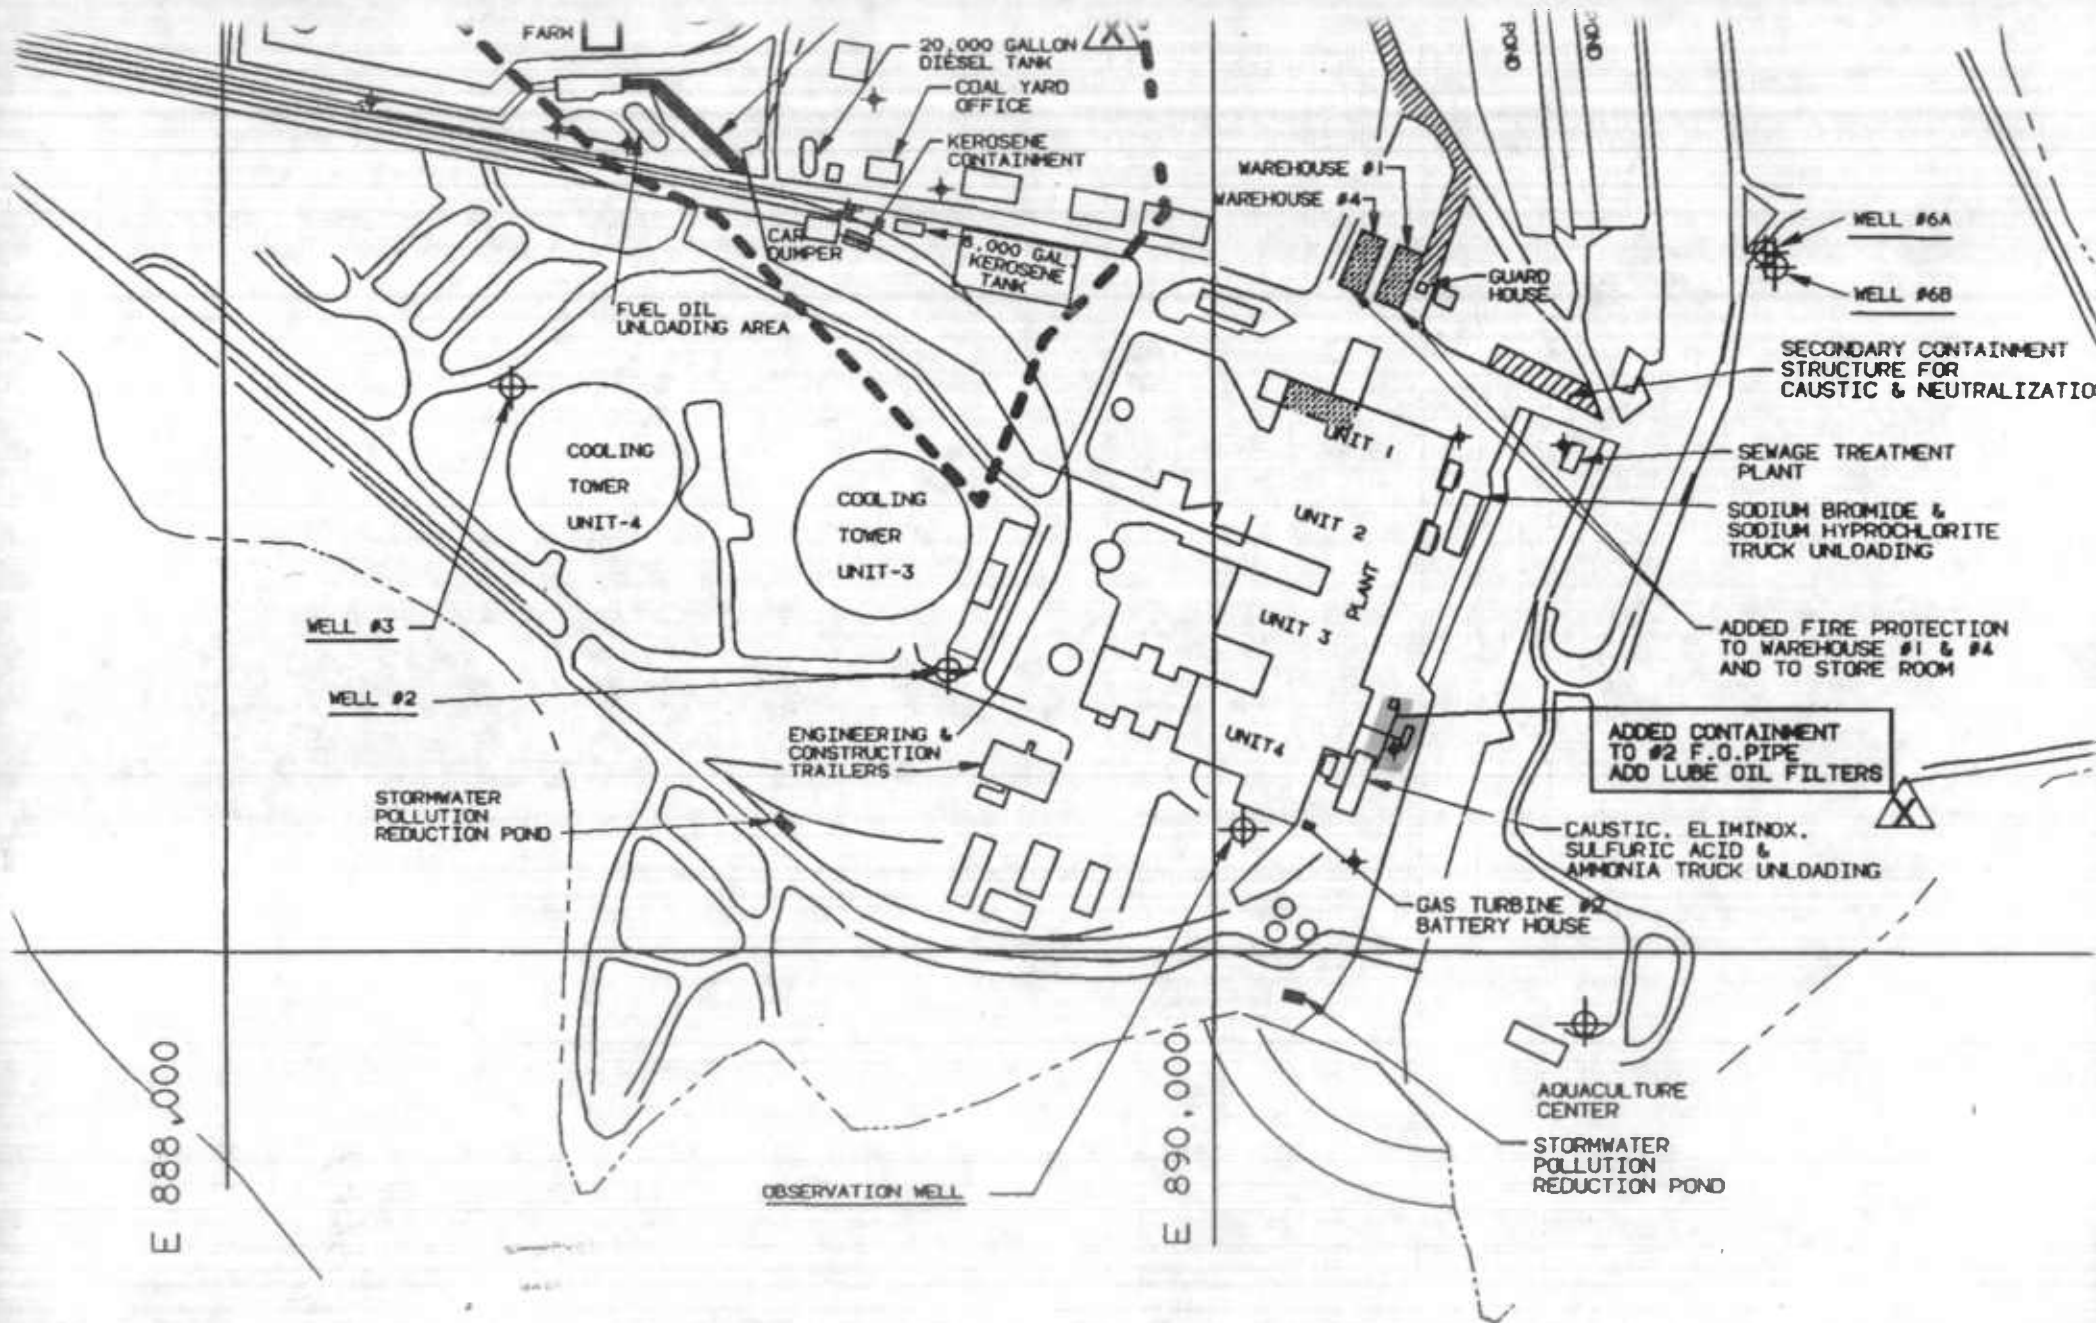 FARM
20,000 GALLON
DIESEL TANK
COAL YARD
OFFICE
KEROSENE
CONTAINMENT
POND
POND
WAREHOUSE #1
WAREHOUSE #4
CAR
DUMPER
5,000 GAL.
KEROSENE
TANK
GUARD
HOUSE
WELL #6A
WELL #6B
FUEL OIL
UNLOADING AREA
SECONDARY CONTAINMENT
STRUCTURE FOR
CAUSTIC & NEUTRALIZATIO
COOLING
TOWER
UNIT-4
COOLING
TOWER
UNIT-3
UNIT 1
UNIT 2
PLANT
UNIT 3
UNIT4
SEWAGE TREATMENT
PLANT
SODIUM BROMIDE &
SODIUM HYPROCHLORITE
TRUCK UNLOADING
WELL #3
ADDED FIRE PROTECTION
TO WAREHOUSE #1 & #4
AND TO STORE ROOM
WELL #2
ENGINEERING &
CONSTRUCTION
TRAILERS
ADDED CONTAINMENT
TO #2 F.O.PIPE
ADD LUBE OIL FILTERS
X
X
STORMWATER
POLLUTION
REDUCTION POND
CAUSTIC, ELIMINOX,
SULFURIC ACID &
AMMONIA TRUCK UNLOADING
GAS TURBINE #2
BATTERY HOUSE
E 888,000
E 890,000
AQUACULTURE
CENTER
STORMWATER
POLLUTION
REDUCTION POND
OBSERVATION WELL